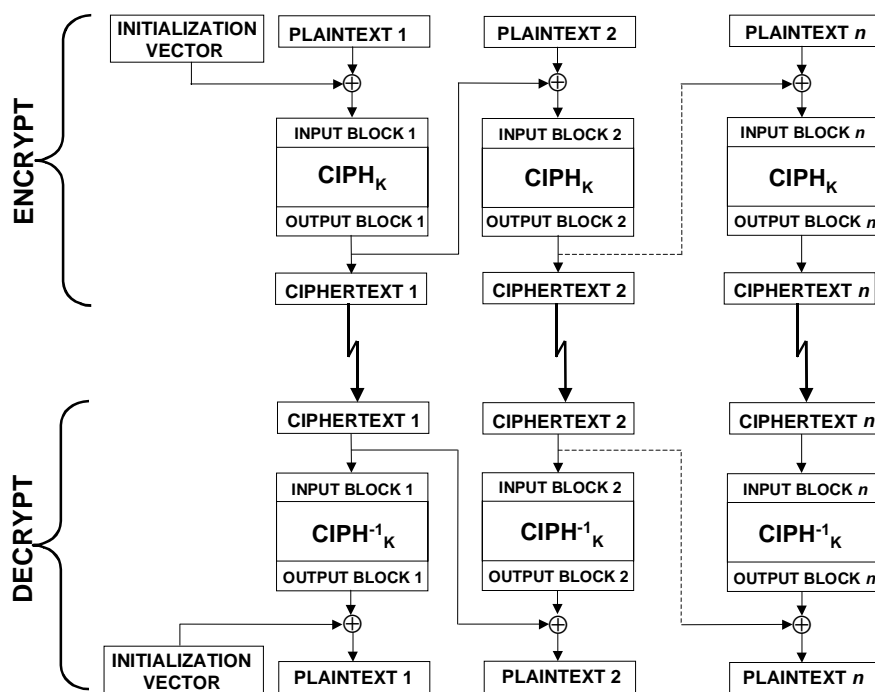 INITIALIZATION
VECTOR
PLAINTEXT 1
PLAINTEXT 2
PLAINTEXT n
ENCRYPT
INPUT BLOCK 1
INPUT BLOCK 2
INPUT BLOCK n
CIPHK
CIPHK
CIPHK
OUTPUT BLOCK 1
OUTPUT BLOCK 2
OUTPUT BLOCK n
CIPHERTEXT 1
CIPHERTEXT 2
CIPHERTEXT n
DECRYPT
CIPHERTEXT 1
CIPHERTEXT 2
CIPHERTEXT n
INPUT BLOCK 1
INPUT BLOCK 2
INPUT BLOCK n
CIPH-1K
CIPH-1K
CIPH-1K
OUTPUT BLOCK 1
OUTPUT BLOCK 2
OUTPUT BLOCK n
INITIALIZATION
VECTOR
PLAINTEXT 1
PLAINTEXT 2
PLAINTEXT n